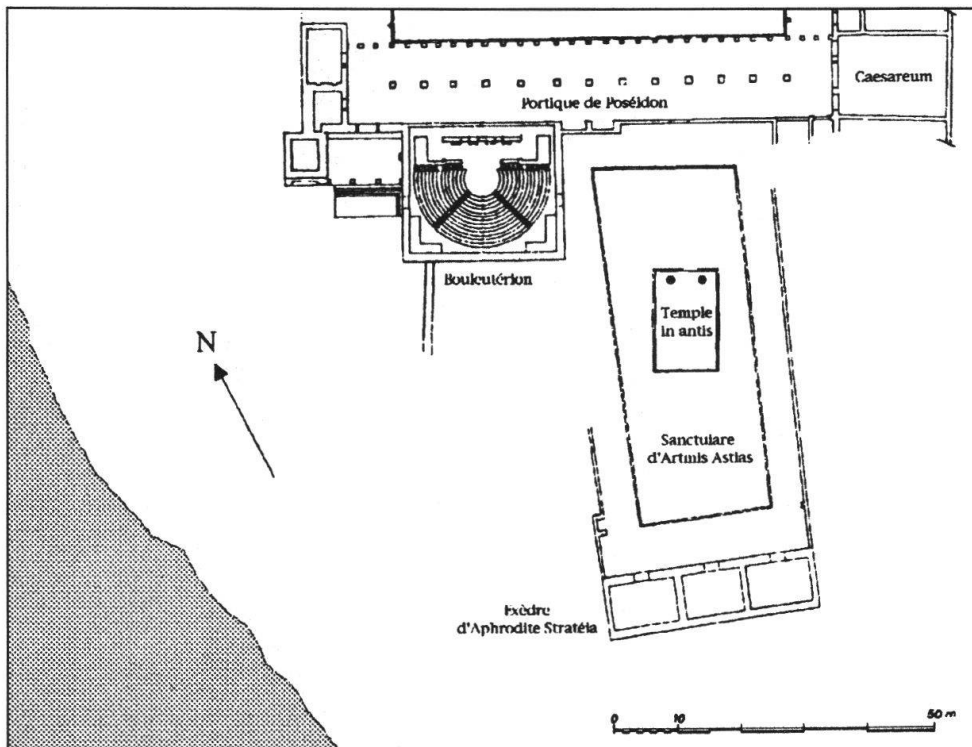 Caesareum
Portique de Poséidon
Bouleutérion
N
Temple
in antis
Sanctuaire
d'Artmis Astias
Exèdre
d'Aphrodite Stratéia
0 10 50 m